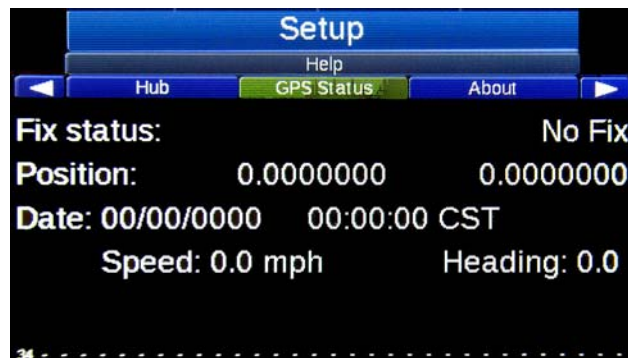 Setup
Help
Hub GPS Status About
Fix status: No Fix
Position: 0.0000000 0.0000000
Date: 00/00/0000 00:00:00 CST
Speed: 0.0 mph Heading: 0.0
34